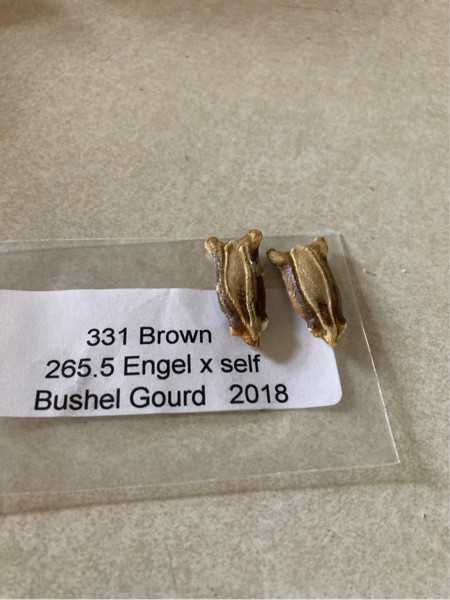 331 Brown
265.5 Engel x self
Bushel Gourd 2018